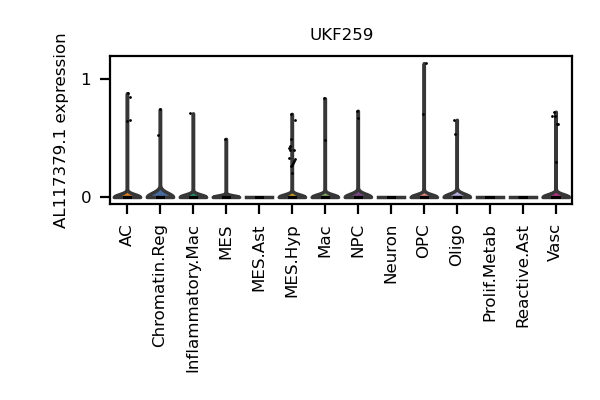 UKF259
AL117379.1 expression
1
0
AC
Chromatin.Reg
Inflammatory.Mac
MES
MES.Ast
MES.Hyp
Mac
NPC
Neuron
OPC
Oligo
Prolif.Metab
Reactive.Ast
Vasc